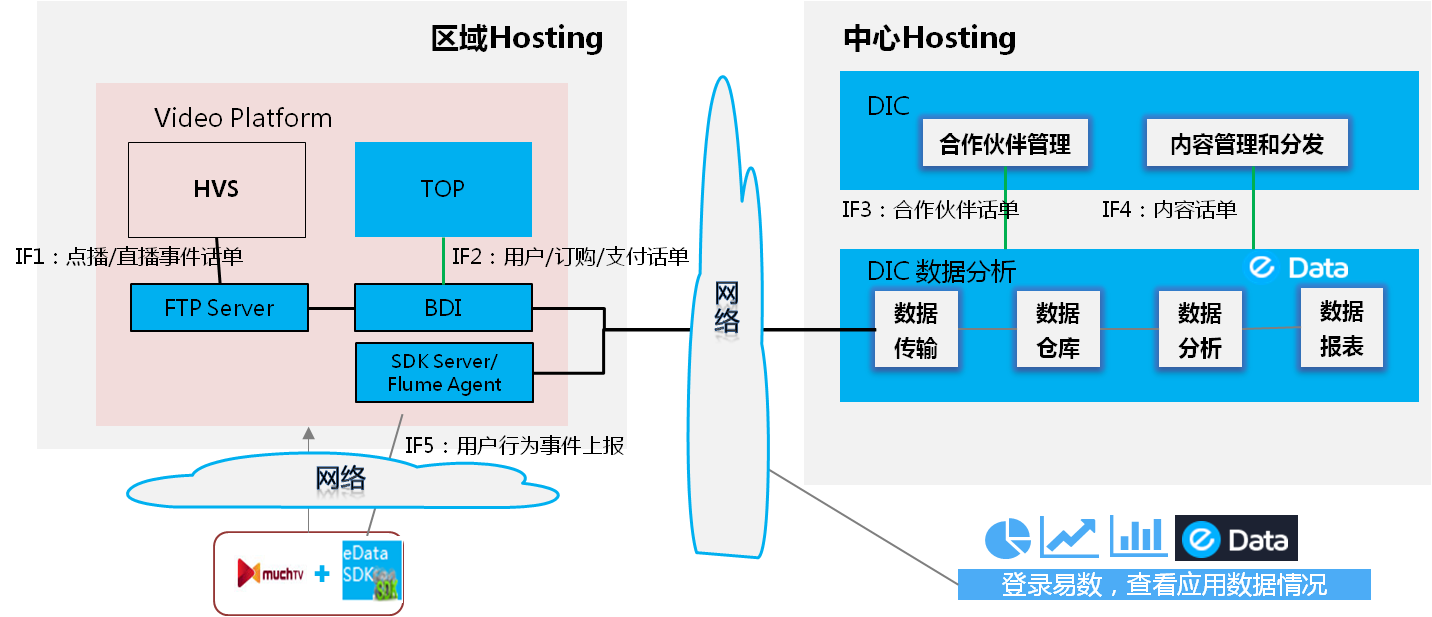 区域Hosting
中心Hosting
Video Platform
HVS
TOP
IF1：点播/直播事件话单
IF2：用户/订购/支付话单
FTP Server
BDI
SDK Server/
Flume Agent
IF5：用户行为事件上报
网络
muchTV
+
eData
SDK
网
络
DIC
合作伙伴管理
内容管理和分发
IF3：合作伙伴话单
IF4：内容话单
DIC 数据分析
e Data
数据
传输
数据
仓库
数据
分析
数据
报表
e Data
登录易数，查看应用数据情况